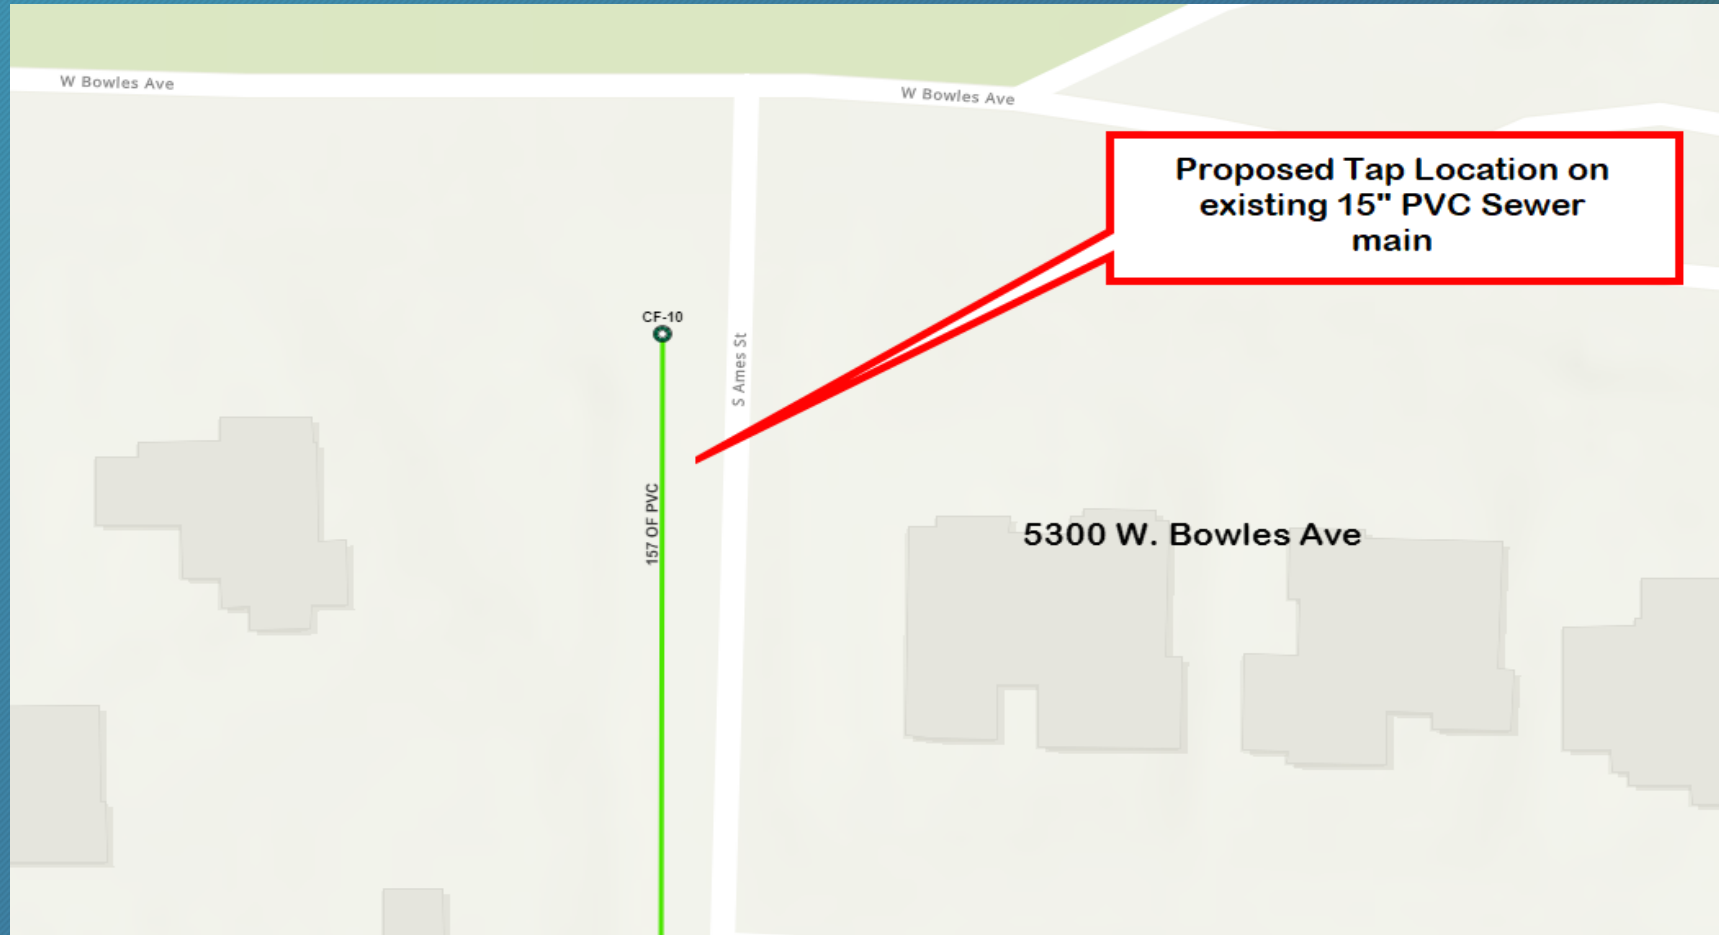 W Bowles Ave
W Bowles Ave
Proposed Tap Location on
existing 15" PVC Sewer
main
CF-10
S Ames St
157 OF PVC
5300 W. Bowles Ave